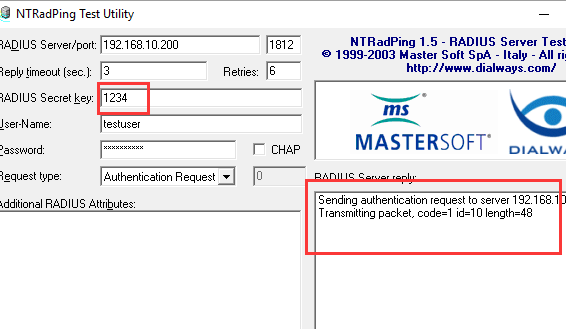 NTRadPing Test Utility
RADIUS Server/port: 192.168.10.200 1812
Reply timeout (sec.): 3 Retries: 6
RADIUS Secret key: 1234
User-Name: testuser
Password: ********** CHAP
Request type: Authentication Request 0
Additional RADIUS Attributes:
NTRadPing 1.5 - RADIUS Server Test
© 1999-2003 Master Soft SpA - Italy - All rig
http://www.dialways.com/
ms
MASTERSOFT®
DIALWAYS
RADIUS Server reply:
Sending authentication request to server 192.168.10
Transmitting packet, code=1 id=10 length=48